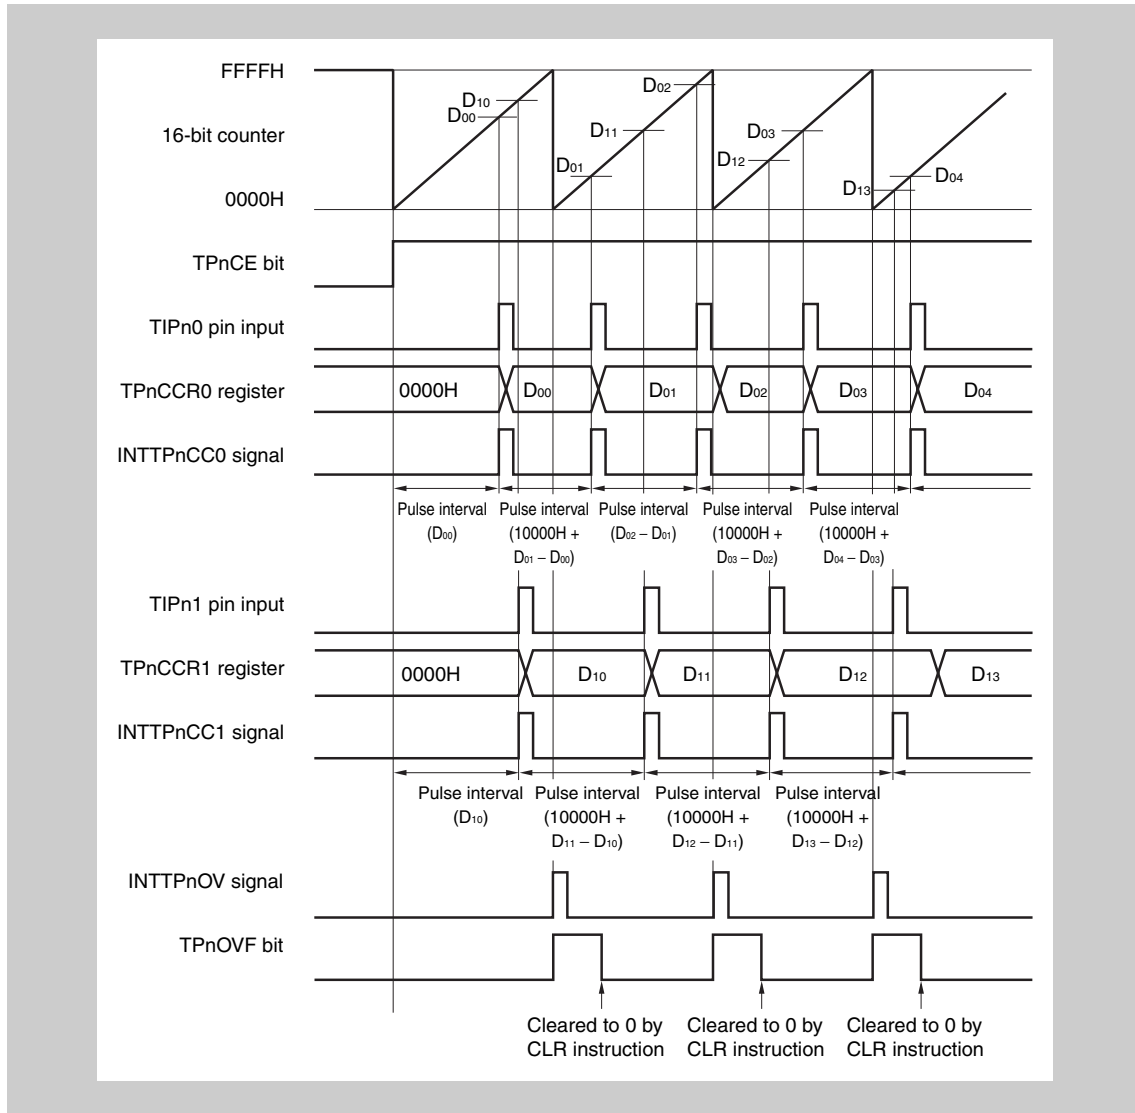 FFFFH
D10
D00
D02
16-bit counter
D11
D03
D01
D12
D13
D04
0000H
TPnCE bit
TIPn0 pin input
TPnCCR0 register
0000H
D00
D01
D02
D03
D04
INTTPnCC0 signal
Pulse interval
(D00)
Pulse interval
(10000H +
D01 – D00)
Pulse interval
(D02 – D01)
Pulse interval
(10000H +
D03 – D02)
Pulse interval
(10000H +
D04 – D03)
TIPn1 pin input
TPnCCR1 register
0000H
D10
D11
D12
D13
INTTPnCC1 signal
Pulse interval
(D10)
Pulse interval
(10000H +
D11 – D10)
Pulse interval
(10000H +
D12 – D11)
Pulse interval
(10000H +
D13 – D12)
INTTPnOV signal
TPnOVF bit
Cleared to 0 by
CLR instruction
Cleared to 0 by
CLR instruction
Cleared to 0 by
CLR instruction